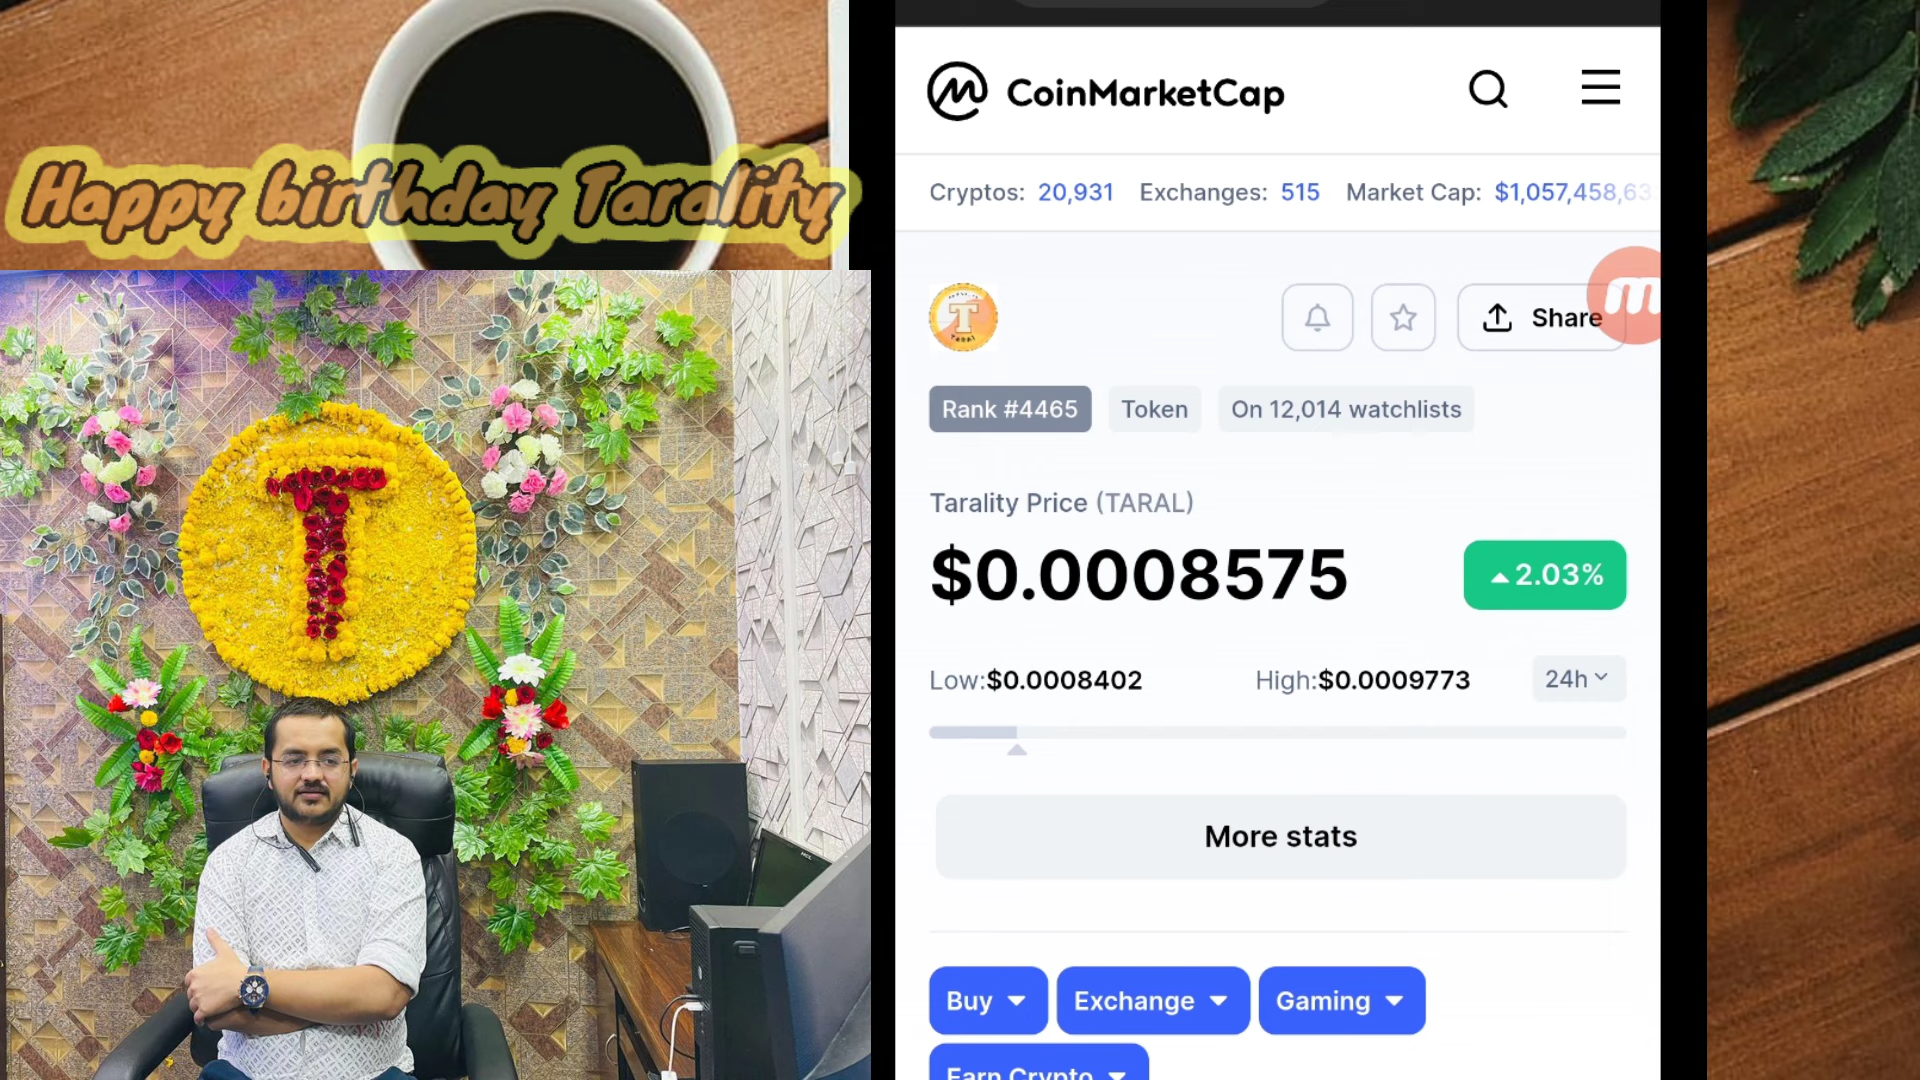 Happy birthday Tarality
T
CoinMarketCap
Cryptos: 20,931 Exchanges: 515 Market Cap: $1,057,458,63
T
TARAL
Share
Rank #4465 Token On 12,014 watchlists
Tarality Price (TARAL)
$0.0008575 2.03%
Low:$0.0008402 High:$0.0009773 24h
More stats
Buy Exchange Gaming
Earn Crypto